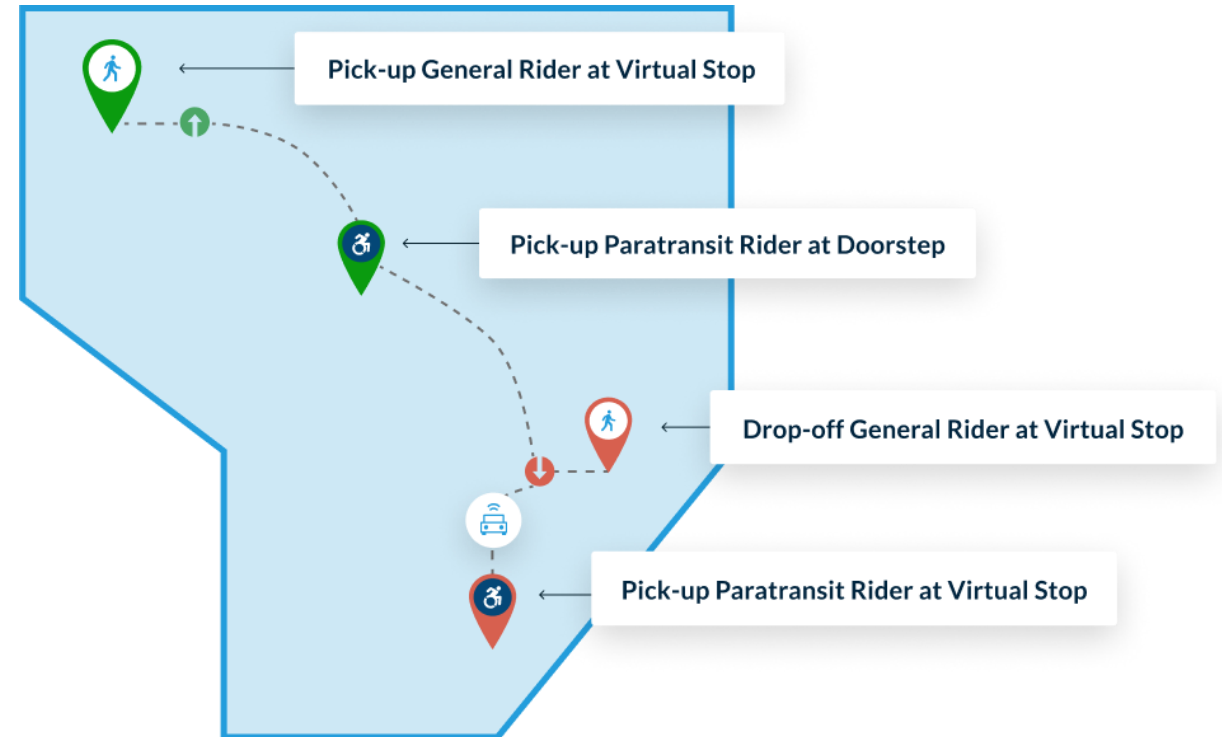 Pick-up General Rider at Virtual Stop
Pick-up Paratransit Rider at Doorstep
Drop-off General Rider at Virtual Stop
Pick-up Paratransit Rider at Virtual Stop